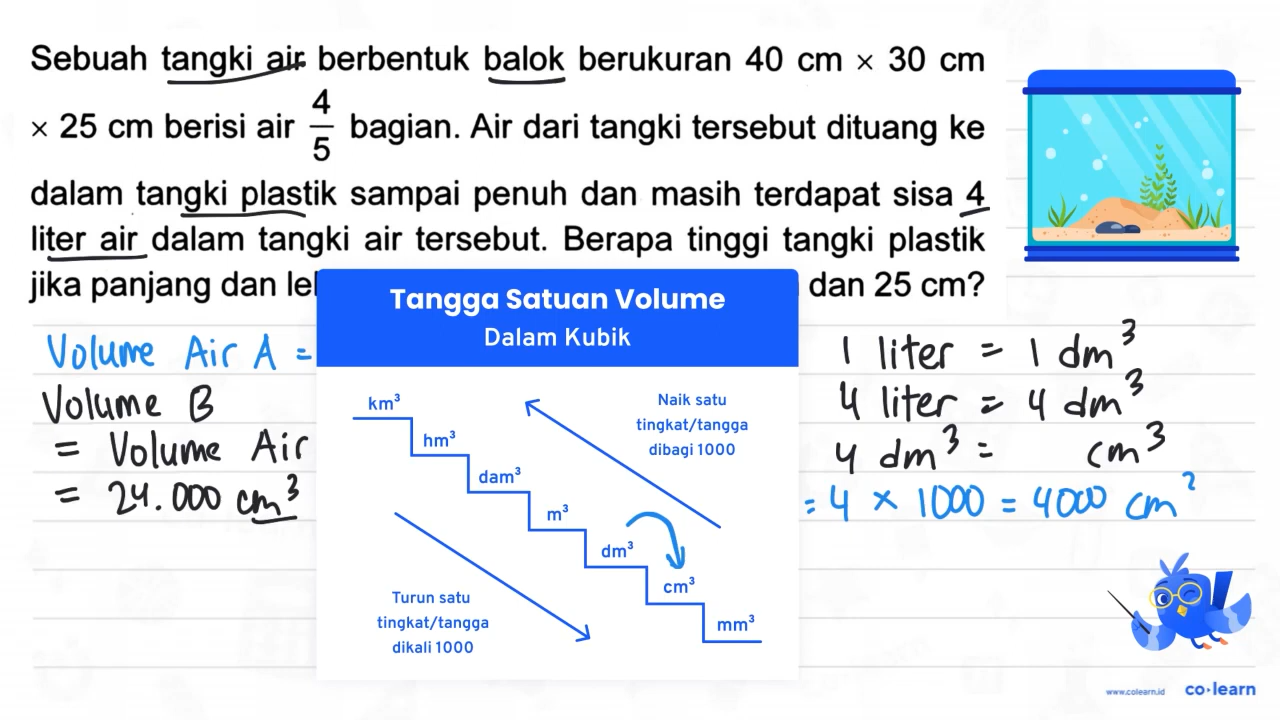 Sebuah tangki air berbentuk balok berukuran 40 cm × 30 cm
× 25 cm berisi air 4/5 bagian. Air dari tangki tersebut dituang ke
dalam tangki plastik sampai penuh dan masih terdapat sisa 4
liter air dalam tangki air tersebut. Berapa tinggi tangki plastik
jika panjang dan dan 25 cm?
Tangga Satuan Volume
Dalam Kubik
km³
hm³
dam³
m³
dm³
cm³
mm³
Naik satu
tingkat/tangga
dibagi 1000
Turun satu
tingkat/tangga
dikali 1000
Volume Air A =
Volume B
= Volume Air
= 24.000 cm³
1 liter = 1 dm³
4 liter = 4 dm³
4 dm³ = cm³
= 4 × 1000 = 4000 cm³
www.colearn.id
co·learn